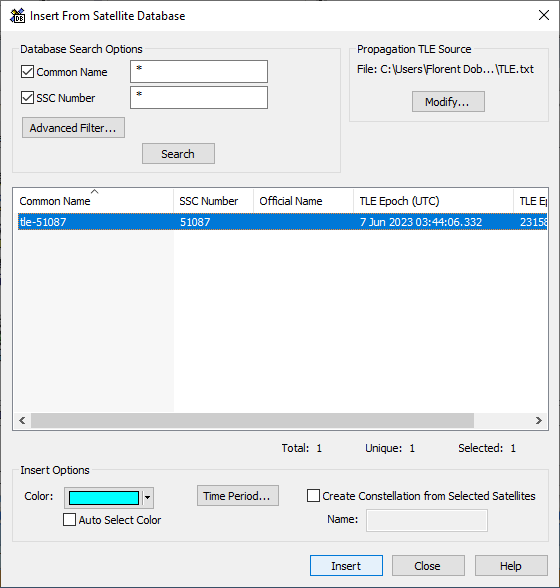 Insert From Satellite Database
Database Search Options
Common Name *
SSC Number *
Advanced Filter...
Search
Propagation TLE Source
File: C:\Users\Florent Dob...\TLE.txt
Modify...
Common Name SSC Number Official Name TLE Epoch (UTC) TLE Ep
tle-51087 51087 7 Jun 2023 03:44:06.332 23158
Total: 1 Unique: 1 Selected: 1
Insert Options
Color: Time Period... Create Constellation from Selected Satellites
Auto Select Color Name:
Insert Close Help